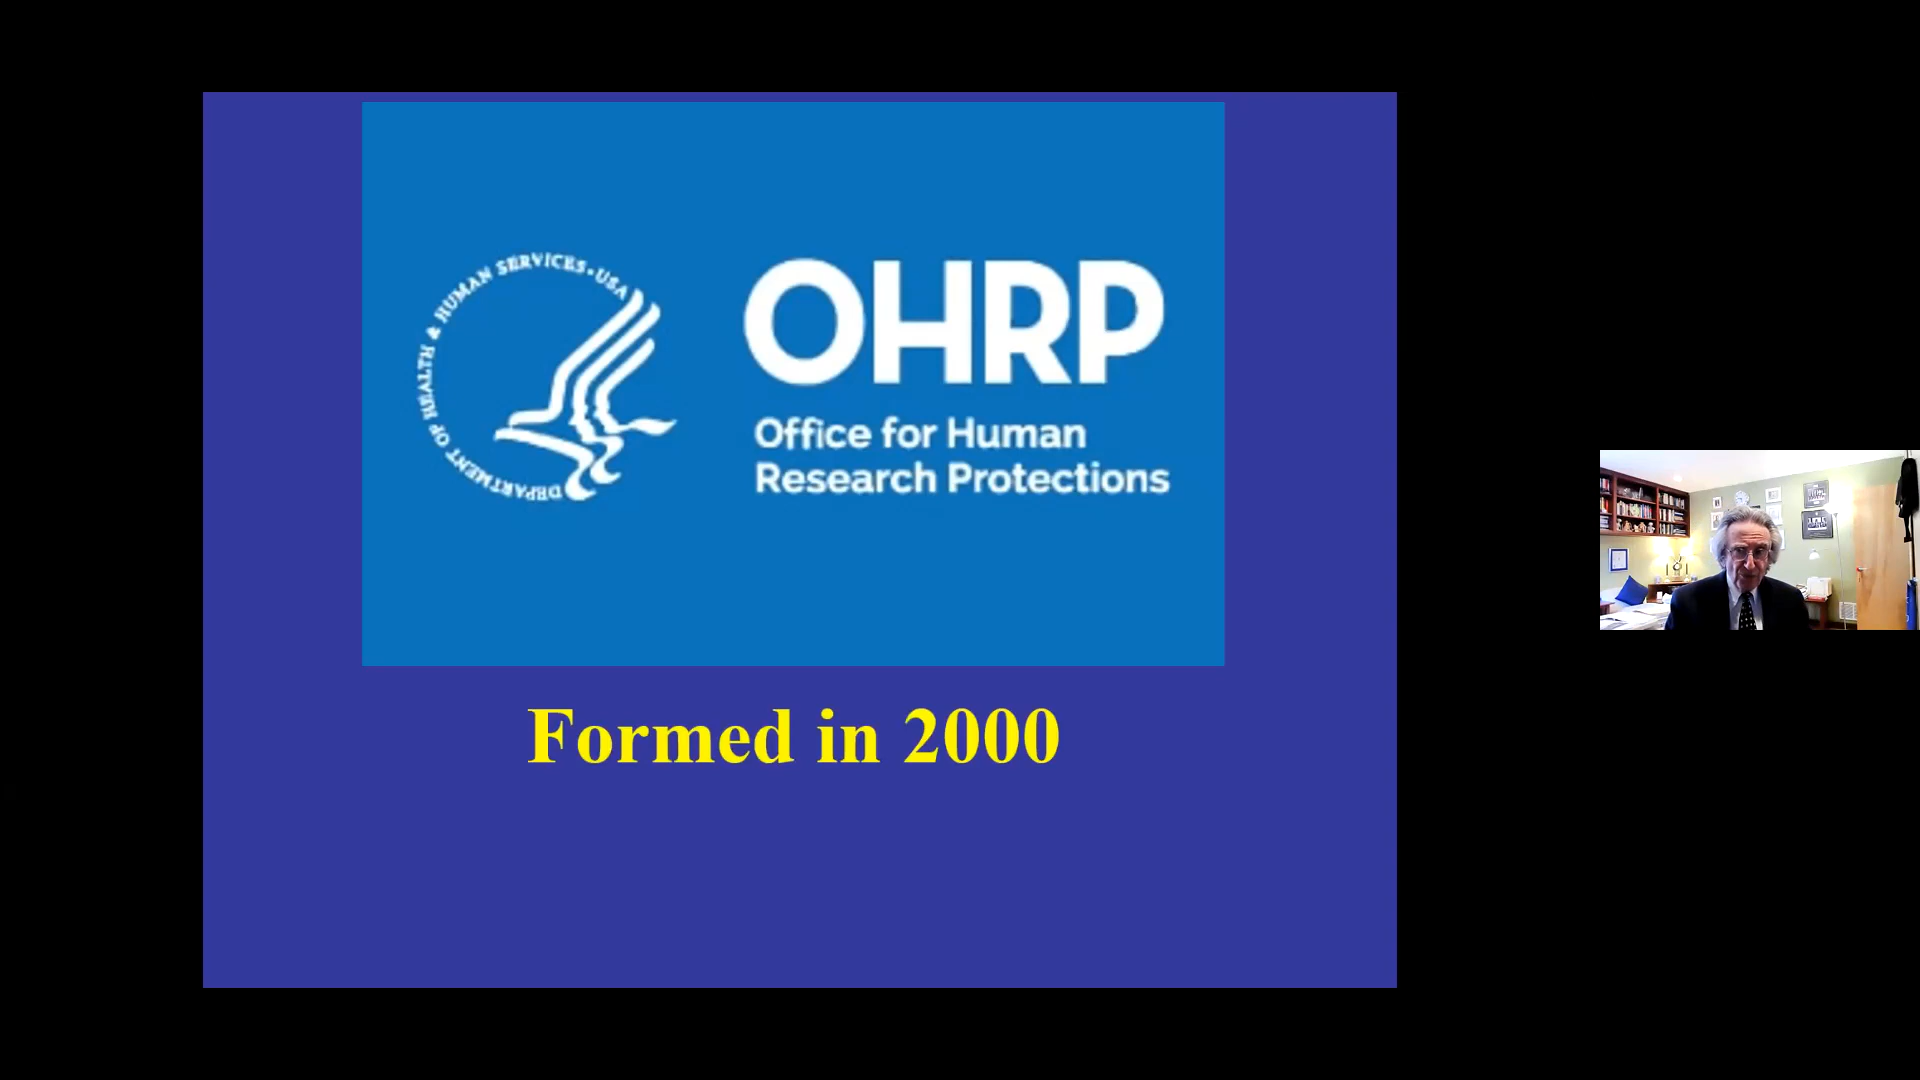 DEPARTMENT OF HEALTH & HUMAN SERVICES • USA
OHRP
Office for Human
Research Protections
Formed in 2000